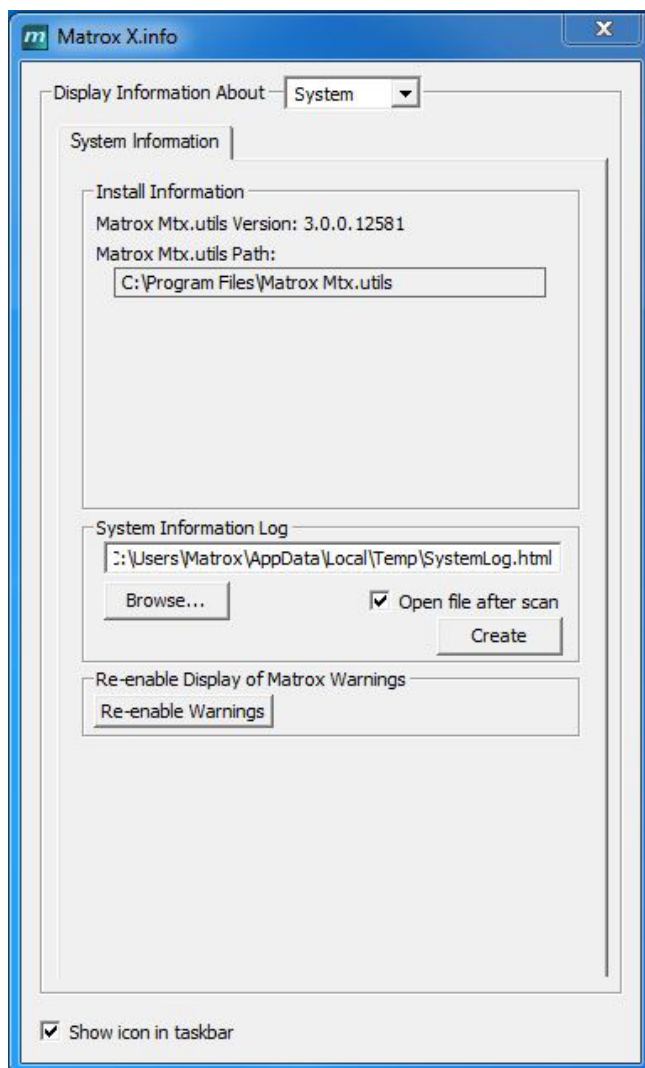 m Matrox X.info
Display Information About System
System Information
Install Information
Matrox Mtx.utils Version: 3.0.0.12581
Matrox Mtx.utils Path:
C:\Program Files\Matrox Mtx.utils
System Information Log
:\Users\Matrox\AppData\Local\Temp\SystemLog.html
Browse...
Open file after scan
Create
Re-enable Display of Matrox Warnings
Re-enable Warnings
Show icon in taskbar